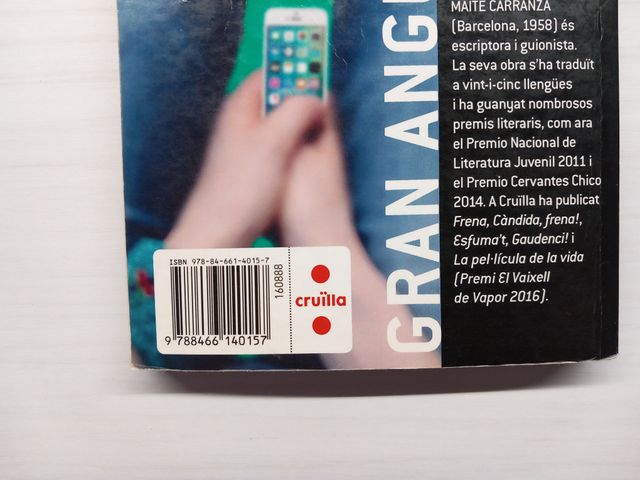 MAITE CARRANZA
(Barcelona, 1958) és
escriptora i guionista.
La seva obra s'ha traduït
a vint-i-cinc llengües
i ha guanyat nombrosos
premis literaris, com ara
el Premio Nacional de
Literatura Juvenil 2011 i
el Premio Cervantes Chico
2014. A Cruïlla ha publicat
Frena, Càndida, frena!,
Esfuma't, Gaudenci! i
La pel·lícula de la vida
(Premi El Vaixell
de Vapor 2016).
GRAN ANGU
ISBN 978-84-661-4015-7
9 788466 140157
160888
cruïlla